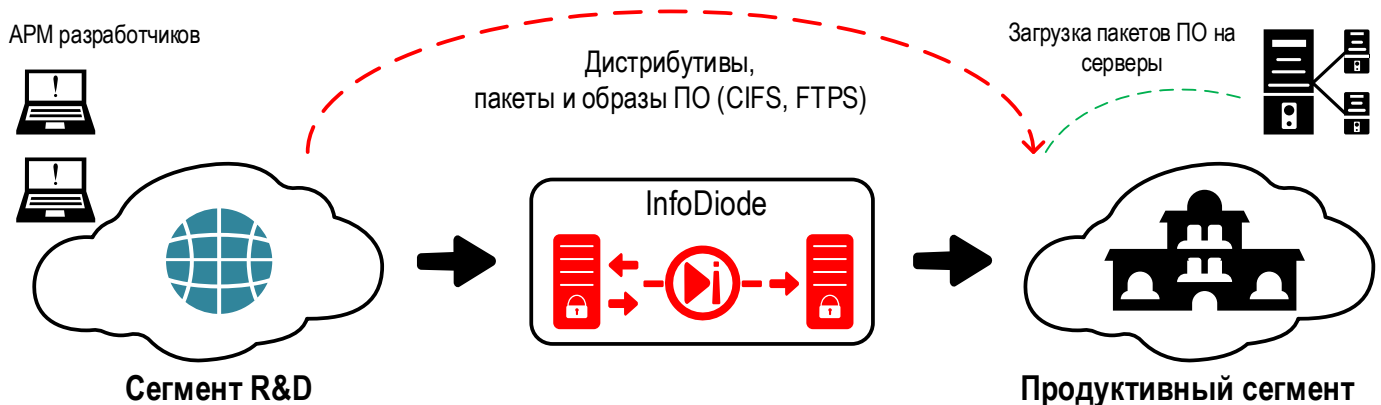 АРМ разработчиков
Дистрибутивы,
пакеты и образы ПО (CIFS, FTPS)
Загрузка пакетов ПО на
серверы
InfoDiode
Сегмент R&D
Продуктивный сегмент